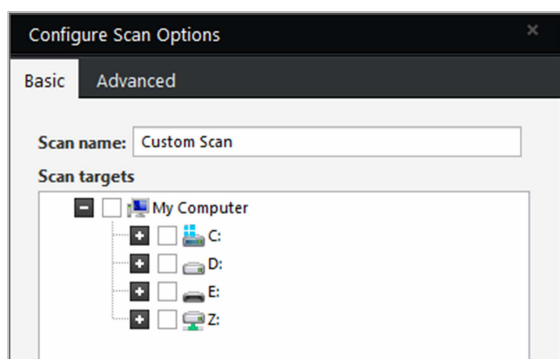 Configure Scan Options
Basic Advanced
Scan name: Custom Scan
Scan targets
My Computer
C:
D:
E:
Z: